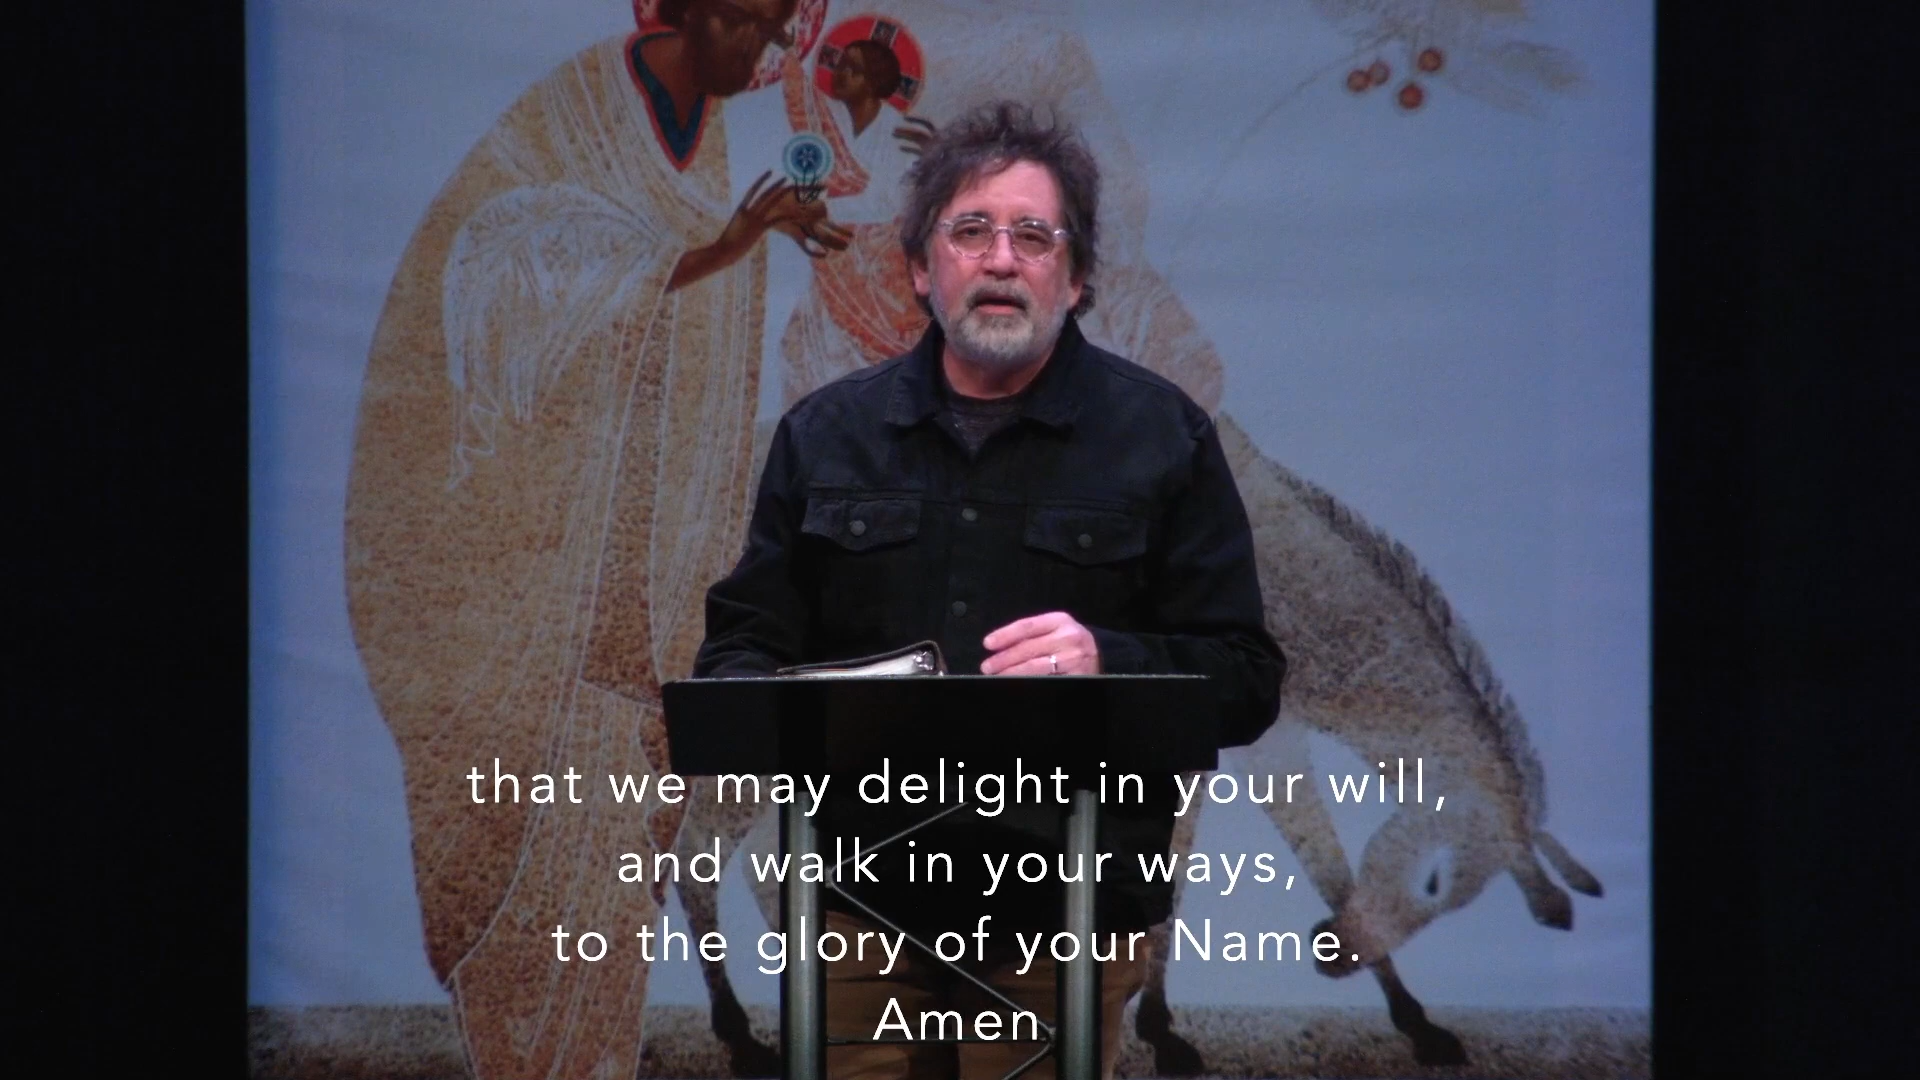 that we may delight in your will,
and walk in your ways,
to the glory of your Name.
Amen